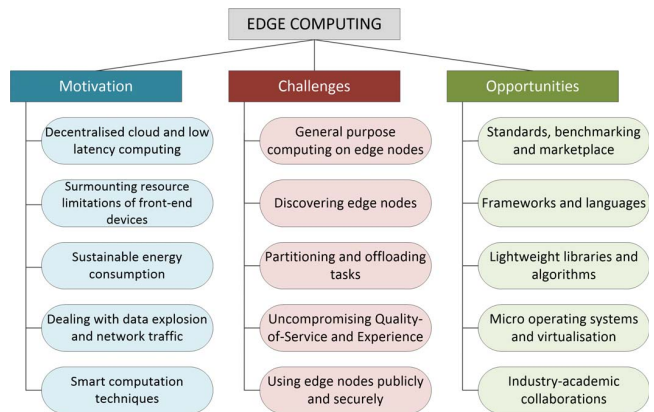 EDGE COMPUTING
Motivation
Decentralised cloud and low
latency computing
Surmounting resource
limitations of front-end
devices
Sustainable energy
consumption
Dealing with data explosion
and network traffic
Smart computation
techniques
Challenges
General purpose
computing on edge nodes
Discovering edge nodes
Partitioning and offloading
tasks
Uncompromising Quality-
of-Service and Experience
Using edge nodes publicly
and securely
Opportunities
Standards, benchmarking
and marketplace
Frameworks and languages
Lightweight libraries and
algorithms
Micro operating systems
and virtualisation
Industry-academic
collaborations